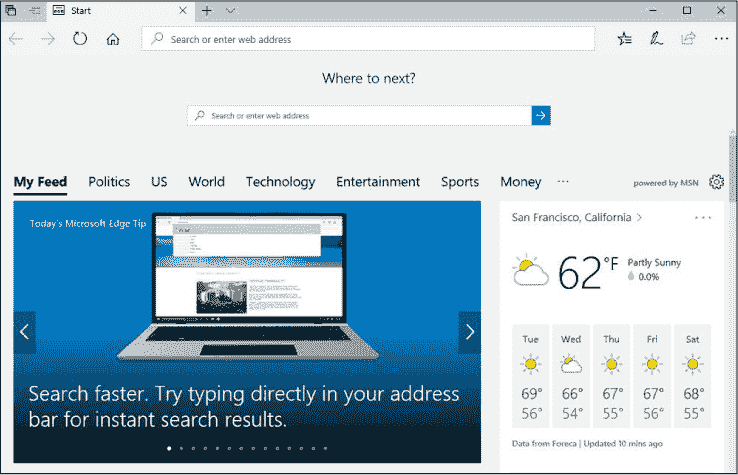 Start
Search or enter web address
Where to next?
Search or enter web address
My Feed Politics US World Technology Entertainment Sports Money ... powered by MSN
Today's Microsoft Edge Tip
Search faster. Try typing directly in your address
bar for instant search results.
San Francisco, California > ...
62°F
Partly Sunny
0.0%
Tue Wed Thu Fri Sat
69° 66° 67° 67° 68°
56° 54° 55° 56° 55°
Data from Foreca | Updated 10 mins ago